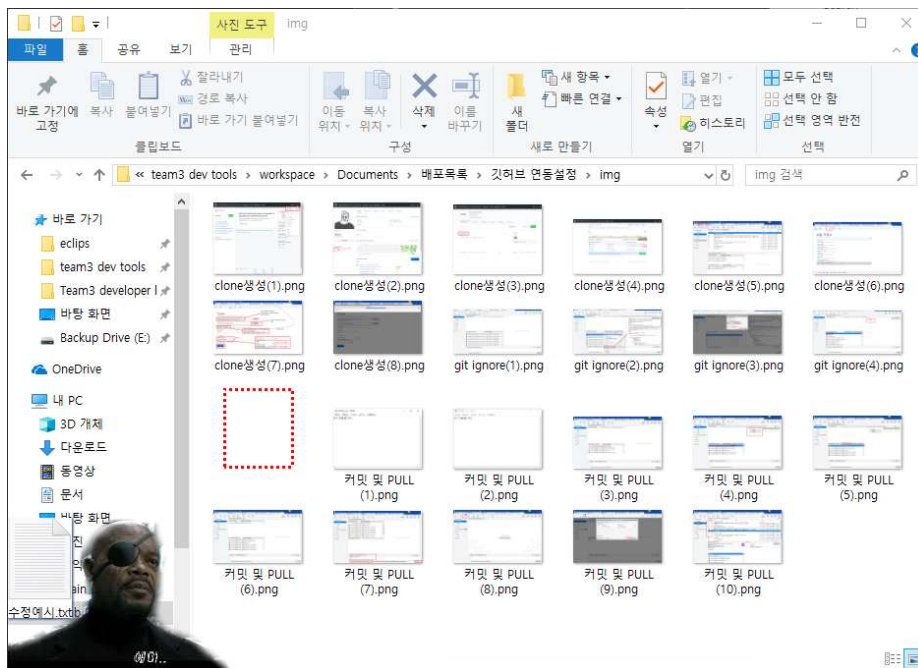 사진 도구
img
파일
홈
공유
보기
관리
바로 가기에
고정
복사
붙여넣기
잘라내기
경로 복사
바로 가기 붙여넣기
클립보드
이동
위치
복사
위치
삭제
이름
바꾸기
구성
새
폴더
새 항목
빠른 연결
새로 만들기
속성
열기
편집
히스토리
열기
모두 선택
선택 안 함
선택 영역 반전
선택
« team3 dev tools > workspace > Documents > 배포목록 > 깃허브 연동설정 > img
img 검색
바로 가기
eclips
team3 dev tools
Team3 developer l
바탕 화면
Backup Drive (E:)
OneDrive
내 PC
3D 개체
다운로드
동영상
문서
바탕 화면
수정예시.txt
clone생성(1).png
clone생성(2).png
clone생성(3).png
clone생성(4).png
clone생성(5).png
clone생성(6).png
clone생성(7).png
clone생성(8).png
git ignore(1).png
git ignore(2).png
git ignore(3).png
git ignore(4).png
커밋 및 PULL
(1).png
커밋 및 PULL
(2).png
커밋 및 PULL
(3).png
커밋 및 PULL
(4).png
커밋 및 PULL
(5).png
커밋 및 PULL
(6).png
커밋 및 PULL
(7).png
커밋 및 PULL
(8).png
커밋 및 PULL
(9).png
커밋 및 PULL
(10).png